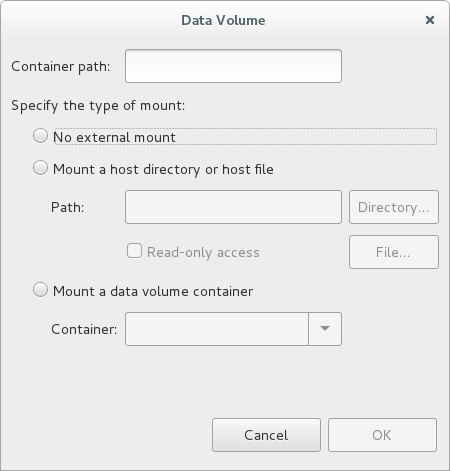 Data Volume
Container path:
Specify the type of mount:
No external mount
Mount a host directory or host file
Path:
Directory...
Read-only access
File...
Mount a data volume container
Container:
Cancel
OK